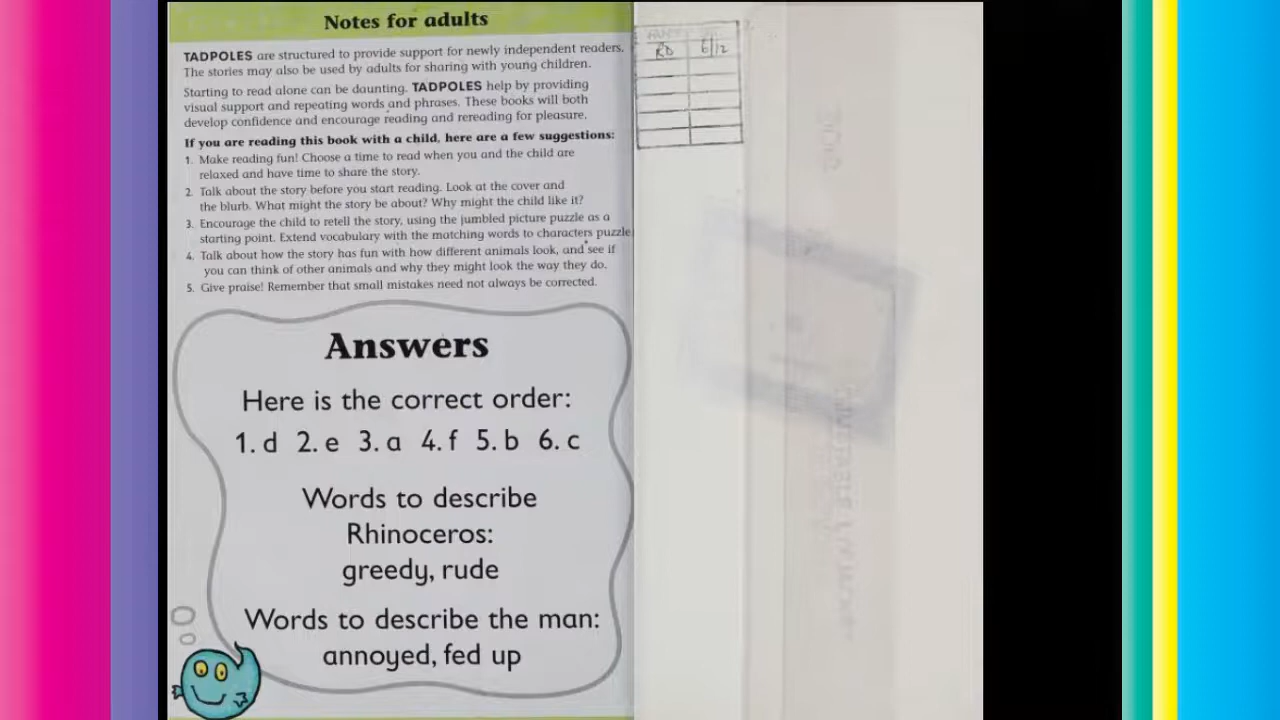 Notes for adults
TADPOLES are structured to provide support for newly independent readers.
The stories may also be used by adults for sharing with young children.
Starting to read alone can be daunting. TADPOLES help by providing
visual support and repeating words and phrases. These books will both
develop confidence and encourage reading and rereading for pleasure.
If you are reading this book with a child, here are a few suggestions:
1. Make reading fun! Choose a time to read when you and the child are
relaxed and have time to share the story.
2. Talk about the story before you start reading. Look at the cover and
the blurb. What might the story be about? Why might the child like it?
3. Encourage the child to retell the story, using the jumbled picture puzzle as a
starting point. Extend vocabulary with the matching words to characters puzzle
4. Talk about how the story has fun with how different animals look, and see if
you can think of other animals and why they might look the way they do.
5. Give praise! Remember that small mistakes need not always be corrected.
Answers
Here is the correct order:
1. d 2. e 3. a 4. f 5. b 6. c
Words to describe
Rhinoceros:
greedy, rude
Words to describe the man:
annoyed, fed up
RD 6/12